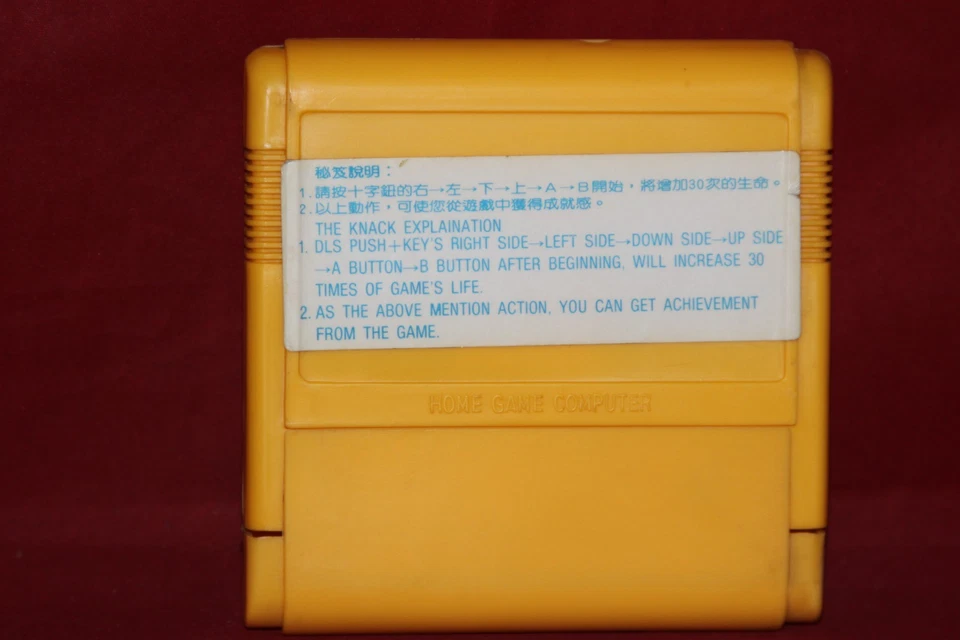 秘笈說明：
1. 請按十字鈕的右→左→下→上→A→B開始，將增加30次的生命。
2. 以上動作，可使您從遊戲中獲得成就感。
THE KNACK EXPLAINATION
1. DLS PUSH+KEY'S RIGHT SIDE→LEFT SIDE→DOWN SIDE→UP SIDE
→A BUTTON→B BUTTON AFTER BEGINNING, WILL INCREASE 30
TIMES OF GAME'S LIFE.
2. AS THE ABOVE MENTION ACTION, YOU CAN GET ACHIEVEMENT
FROM THE GAME.
HOME GAME COMPUTER